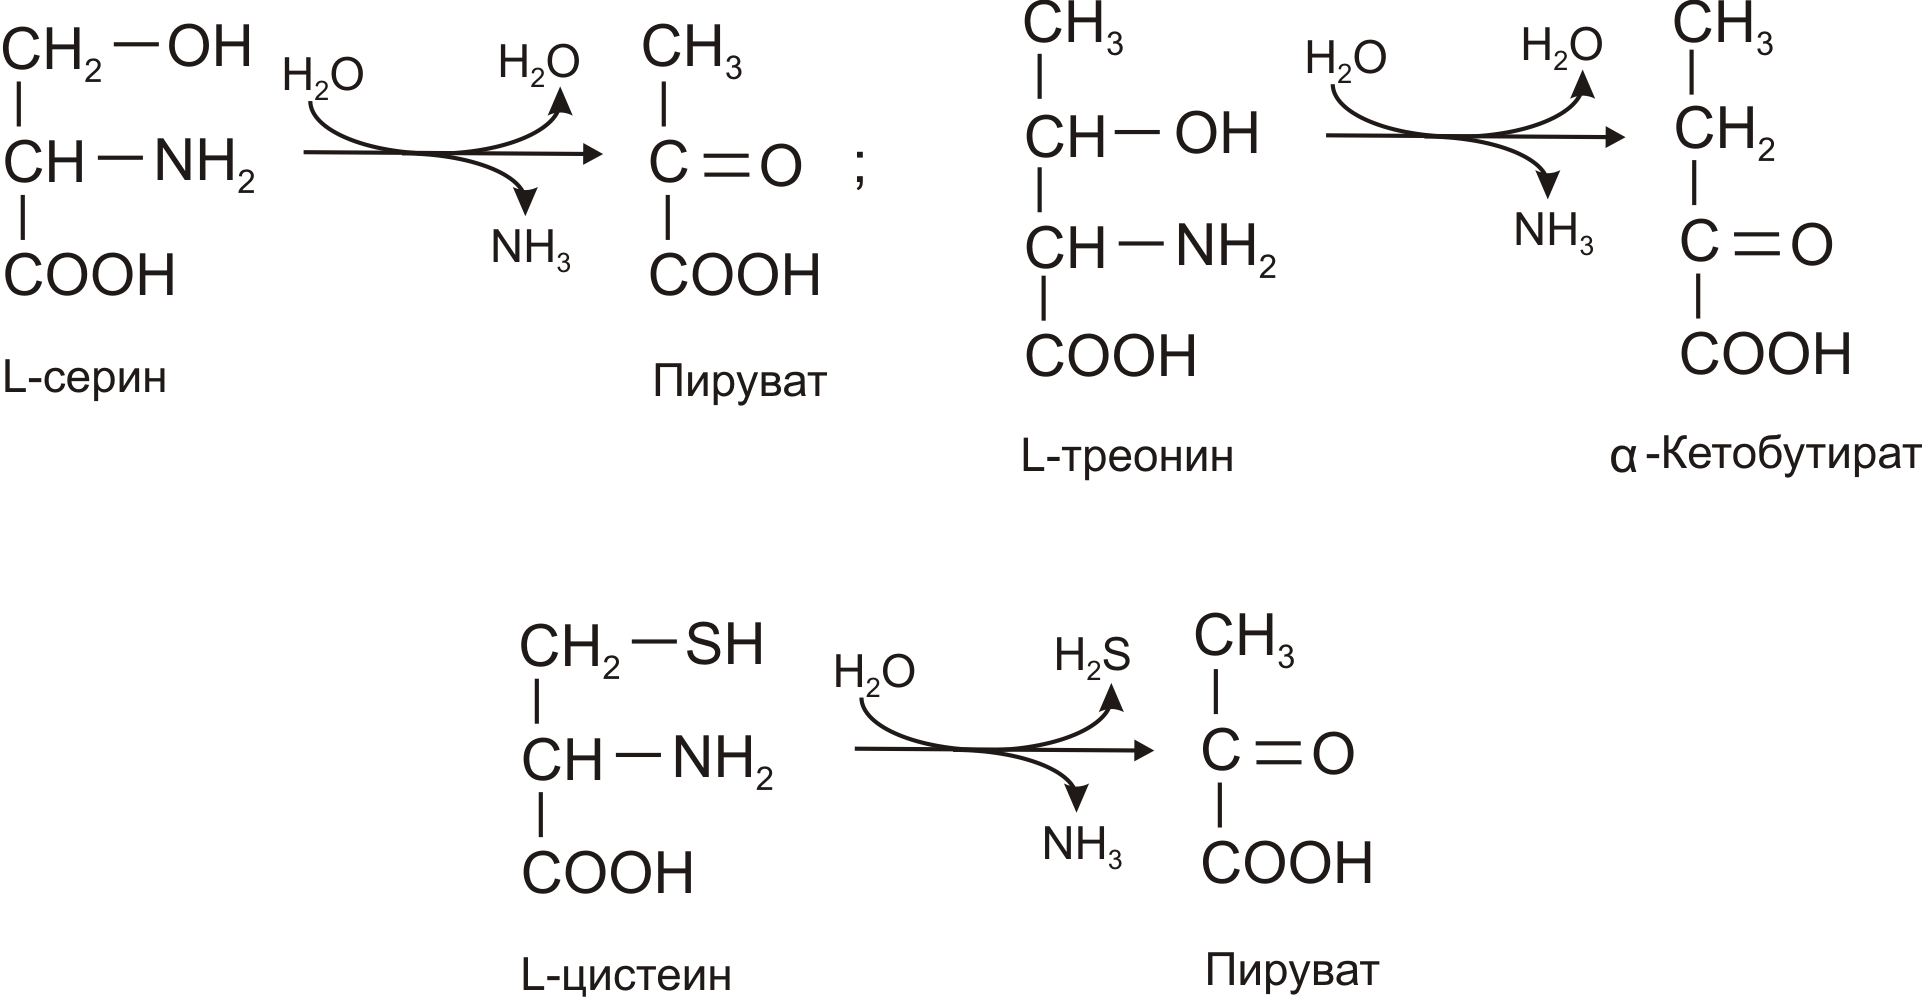 CH₂—OH
CH—NH₂
COOH
L-серин
H₂O
H₂O
NH₃
CH₃
C=O
COOH
Пируват
;
CH₃
CH—OH
CH—NH₂
COOH
L-треонин
H₂O
H₂O
NH₃
CH₃
CH₂
C=O
COOH
α-Кетобутират
CH₂—SH
CH—NH₂
COOH
L-цистеин
H₂O
H₂S
NH₃
CH₃
C=O
COOH
Пируват